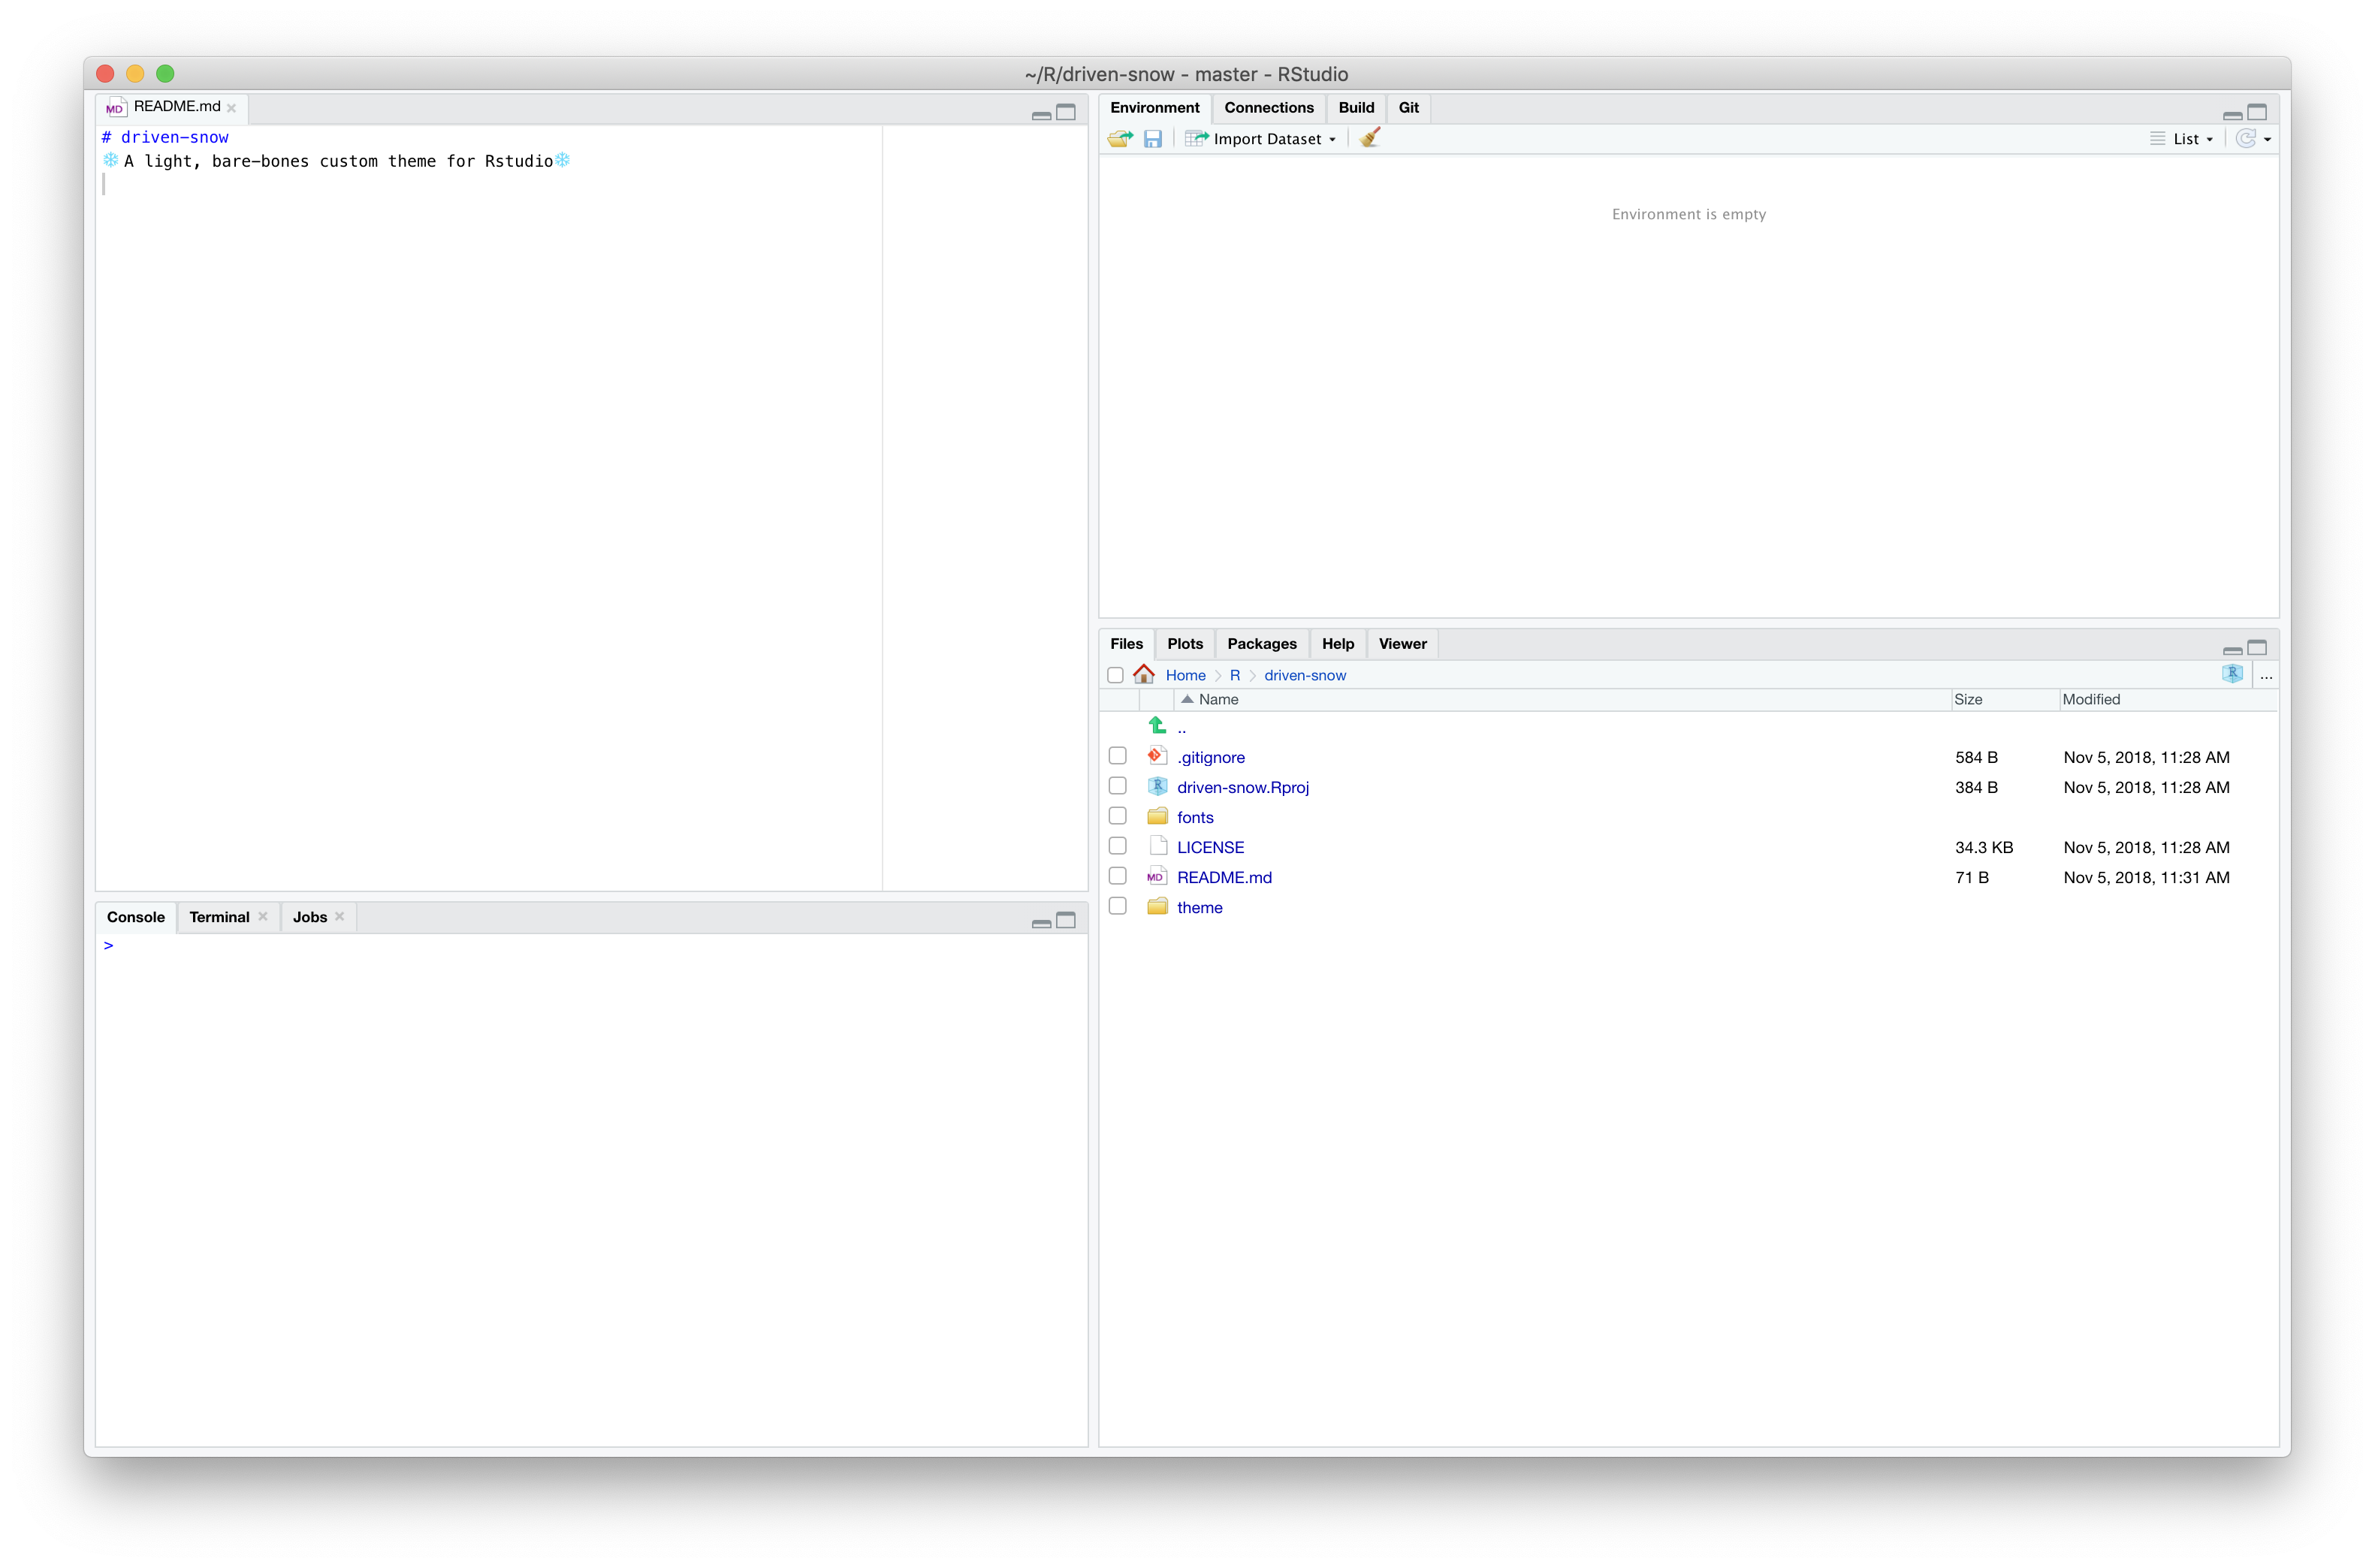 ~/R/driven-snow - master - RStudio
MD README.md
# driven-snow
❄️A light, bare-bones custom theme for Rstudio❄️
Console Terminal Jobs
>
Environment Connections Build Git
Import Dataset List
Environment is empty
Files Plots Packages Help Viewer
Home R driven-snow R ...
Name Size Modified
..
.gitignore 584 B Nov 5, 2018, 11:28 AM
R driven-snow.Rproj 384 B Nov 5, 2018, 11:28 AM
fonts
LICENSE 34.3 KB Nov 5, 2018, 11:28 AM
MD README.md 71 B Nov 5, 2018, 11:31 AM
theme